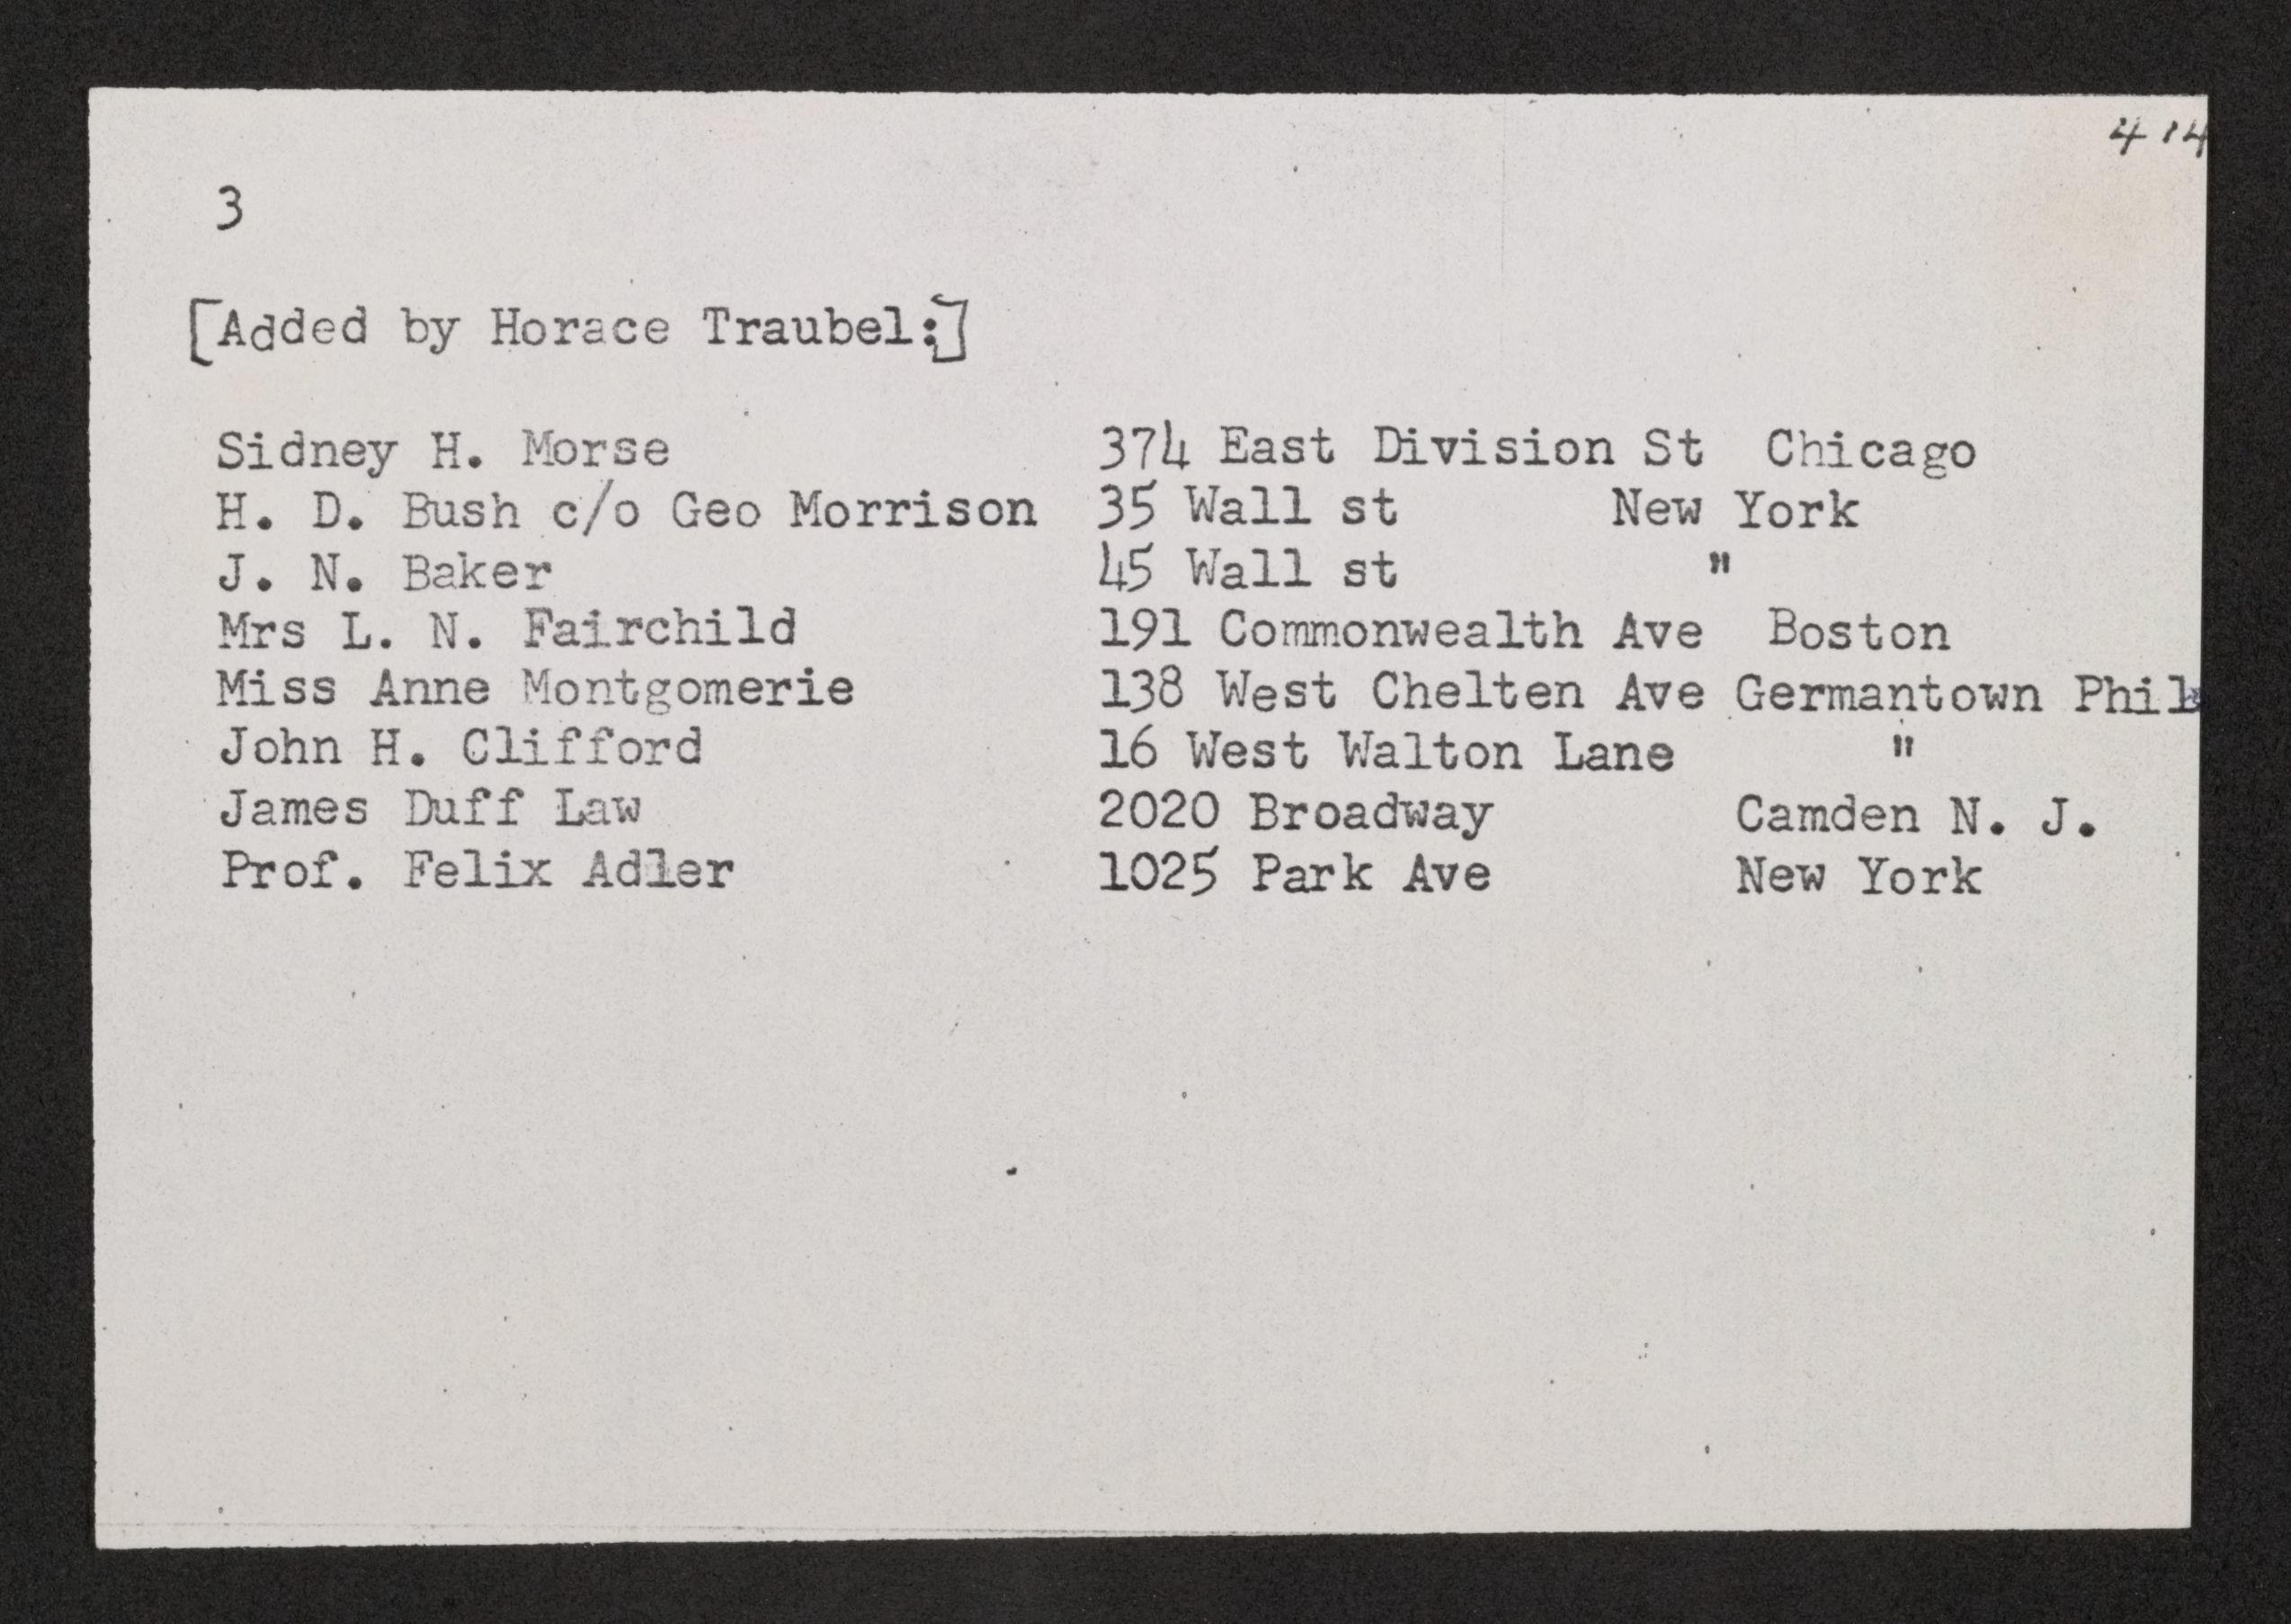 414
3
[Added by Horace Traubel:]
Sidney H. Morse 374 East Division St Chicago
H. D. Bush c/o Geo Morrison 35 Wall st New York
J. N. Baker 45 Wall st "
Mrs L. N. Fairchild 191 Commonwealth Ave Boston
Miss Anne Montgomerie 138 West Chelten Ave Germantown Phil
John H. Clifford 16 West Walton Lane "
James Duff Law 2020 Broadway Camden N. J.
Prof. Felix Adler 1025 Park Ave New York